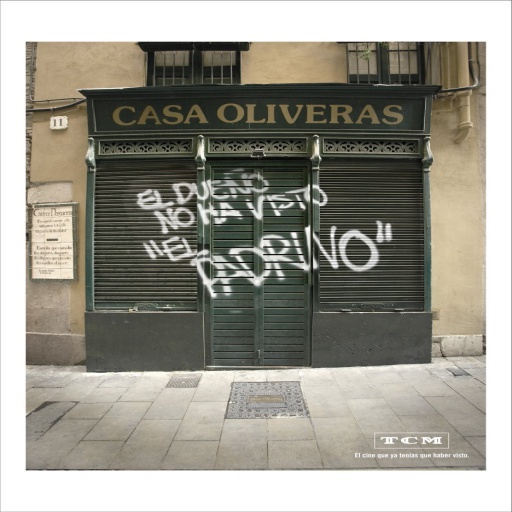 CASA OLIVERAS
11
EL DUEÑO
NO HA VISTO
"EL
PADRINO"
TCM
El cine que ya tenías que haber visto.